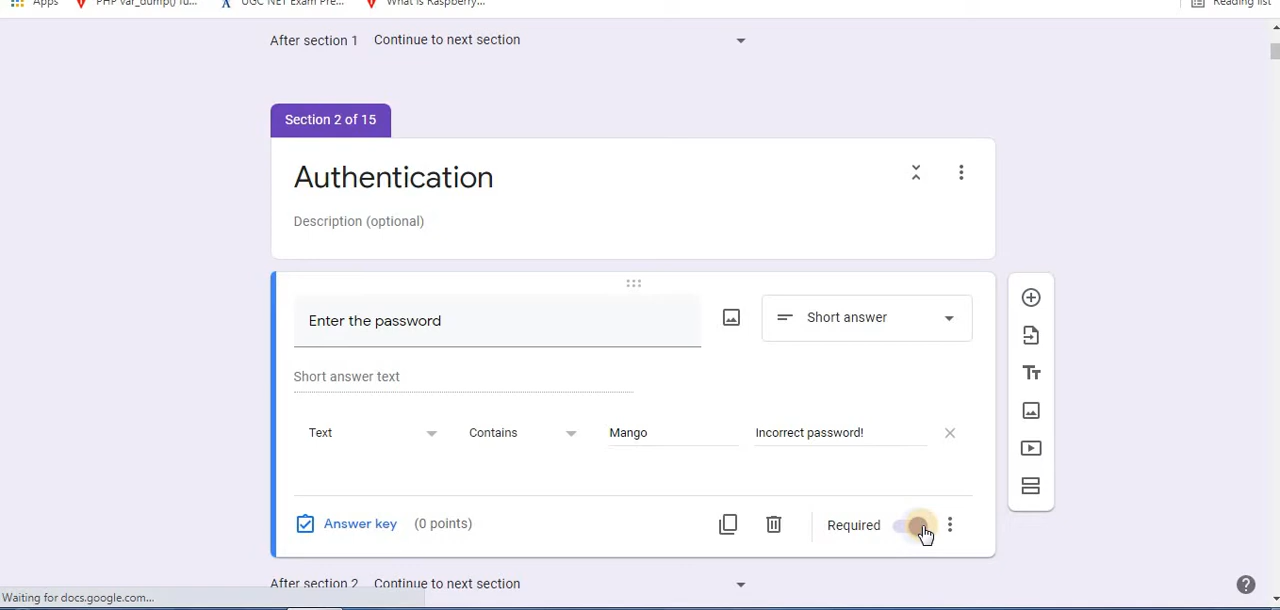 Apps PHP var_dump() fu... UGC NET Exam Pre... What is Raspberry... Reading list
After section 1 Continue to next section
Section 2 of 15
Authentication
Description (optional)
Enter the password
Short answer
Short answer text
Text Contains Mango Incorrect password!
Answer key (0 points) Required
After section 2 Continue to next section
Waiting for docs.google.com...